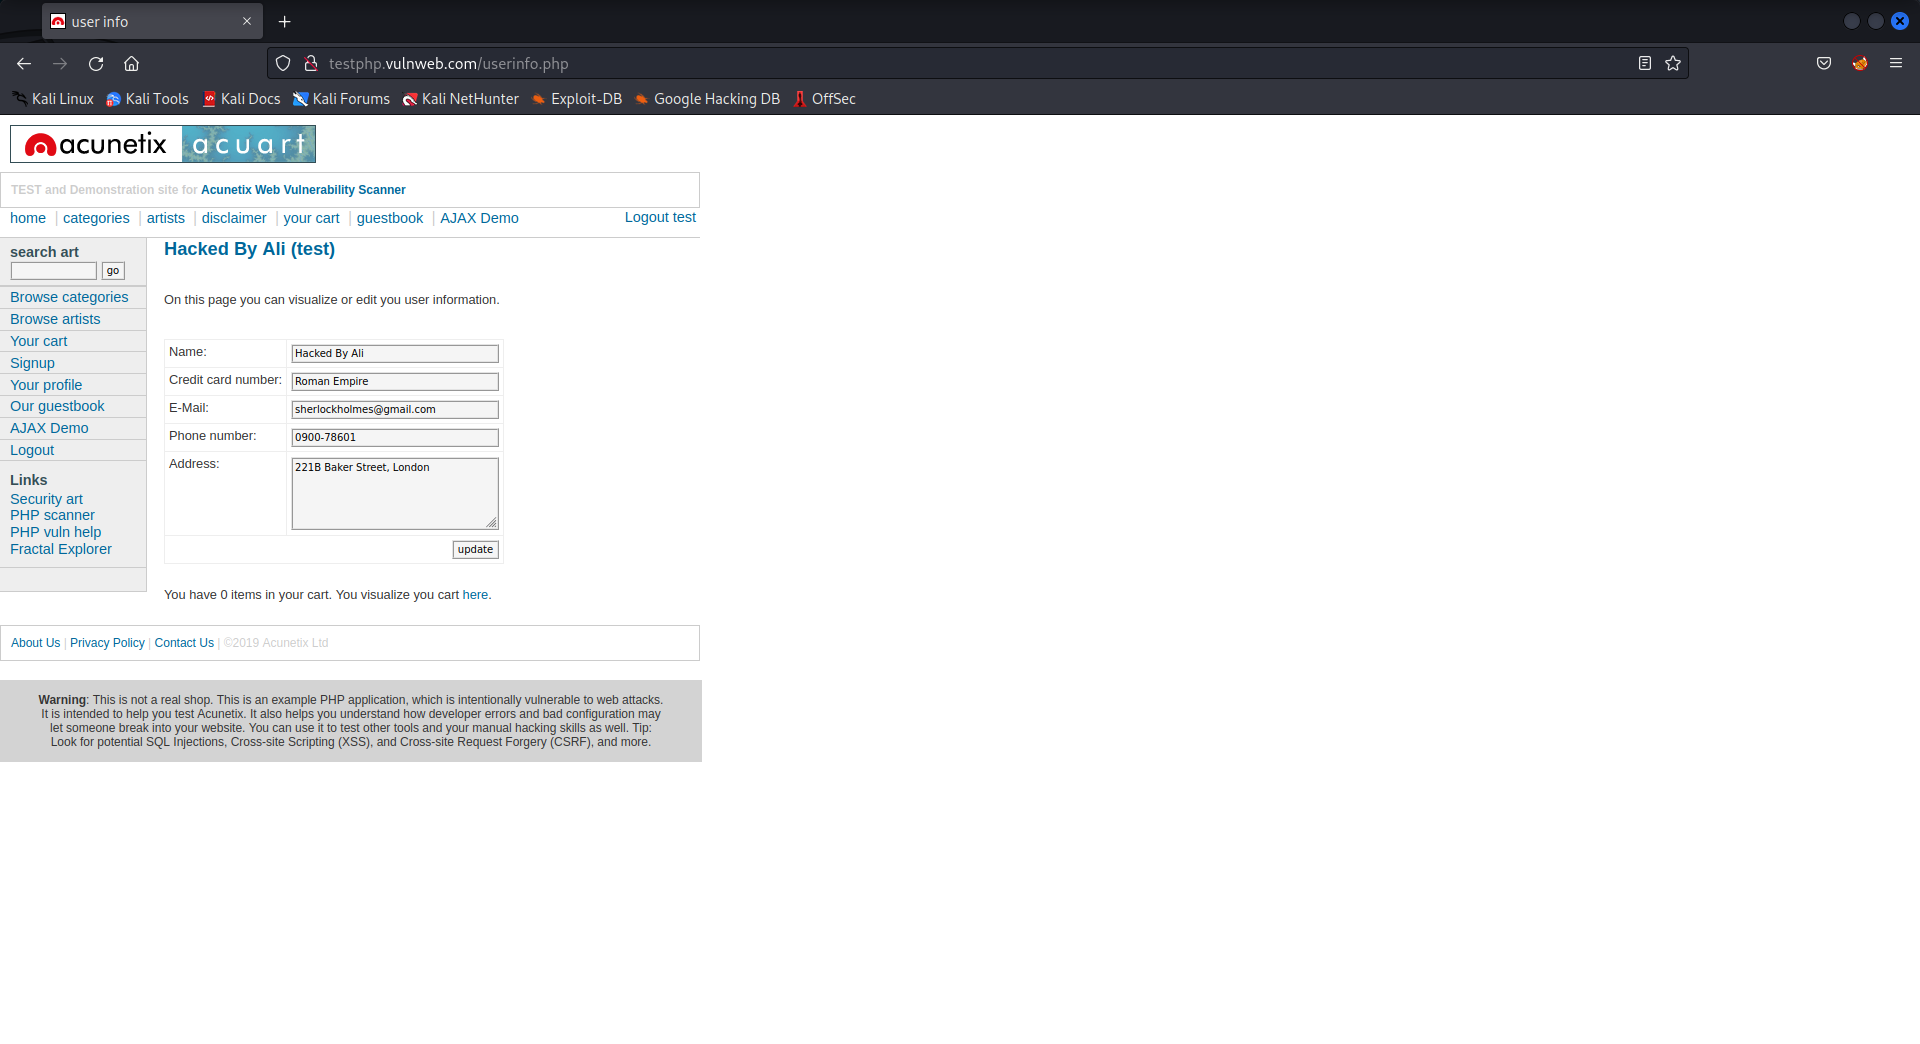 user info
testphp.vulnweb.com/userinfo.php
Kali Linux Kali Tools Kali Docs Kali Forums Kali NetHunter Exploit-DB Google Hacking DB OffSec
acunetix acuart
TEST and Demonstration site for Acunetix Web Vulnerability Scanner
home | categories | artists | disclaimer | your cart | guestbook | AJAX Demo Logout test
search art
go
Browse categories
Browse artists
Your cart
Signup
Your profile
Our guestbook
AJAX Demo
Logout
Links
Security art
PHP scanner
PHP vuln help
Fractal Explorer
Hacked By Ali (test)
On this page you can visualize or edit you user information.
Name: Hacked By Ali
Credit card number: Roman Empire
E-Mail: sherlockholmes@gmail.com
Phone number: 0900-78601
Address: 221B Baker Street, London
update
You have 0 items in your cart. You visualize you cart here.
About Us | Privacy Policy | Contact Us | ©2019 Acunetix Ltd
Warning: This is not a real shop. This is an example PHP application, which is intentionally vulnerable to web attacks.
It is intended to help you test Acunetix. It also helps you understand how developer errors and bad configuration may
let someone break into your website. You can use it to test other tools and your manual hacking skills as well. Tip:
Look for potential SQL Injections, Cross-site Scripting (XSS), and Cross-site Request Forgery (CSRF), and more.